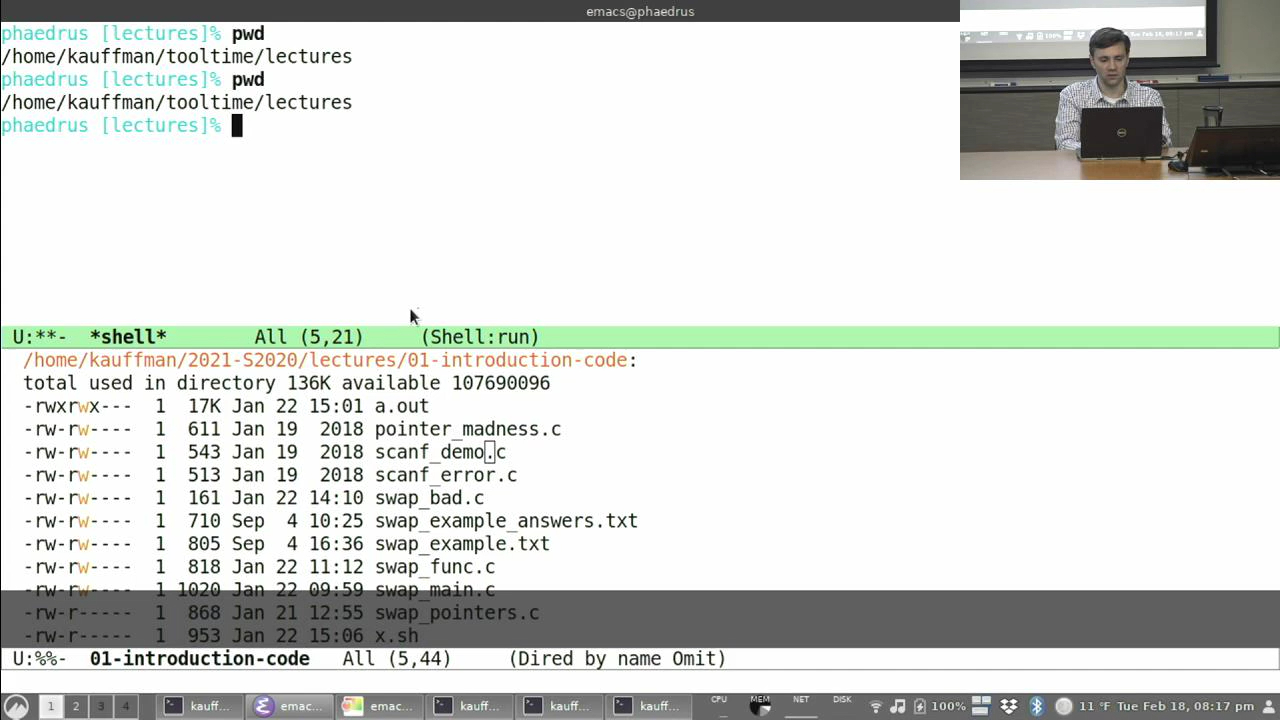 emacs@phaedrus
phaedrus [lectures]% pwd
/home/kauffman/tooltime/lectures
phaedrus [lectures]% pwd
/home/kauffman/tooltime/lectures
phaedrus [lectures]%
U:**-  *shell*        All (5,21)     (Shell:run)
/home/kauffman/2021-S2020/lectures/01-introduction-code:
total used in directory 136K available 107690096
-rwxrwx---  1  17K Jan 22 15:01 a.out
-rw-rw----  1  611 Jan 19  2018 pointer_madness.c
-rw-rw----  1  543 Jan 19  2018 scanf_demo.c
-rw-rw----  1  513 Jan 19  2018 scanf_error.c
-rw-rw----  1  161 Jan 22 14:10 swap_bad.c
-rw-rw----  1  710 Sep  4 10:25 swap_example_answers.txt
-rw-rw----  1  805 Sep  4 16:36 swap_example.txt
-rw-rw----  1  818 Jan 22 11:12 swap_func.c
-rw-rw----  1 1020 Jan 22 09:59 swap_main.c
-rw-r-----  1  868 Jan 21 12:55 swap_pointers.c
-rw-r-----  1  953 Jan 22 15:06 x.sh
U:%%-  01-introduction-code   All (5,44)     (Dired by name Omit)
1 2 3 4 kauff... emac... emac... kauff... kauff... kauff... CPU MEM NET DISK 100% 11 °F Tue Feb 18, 08:17 pm
100% Tue Feb 18, 08:17 pm